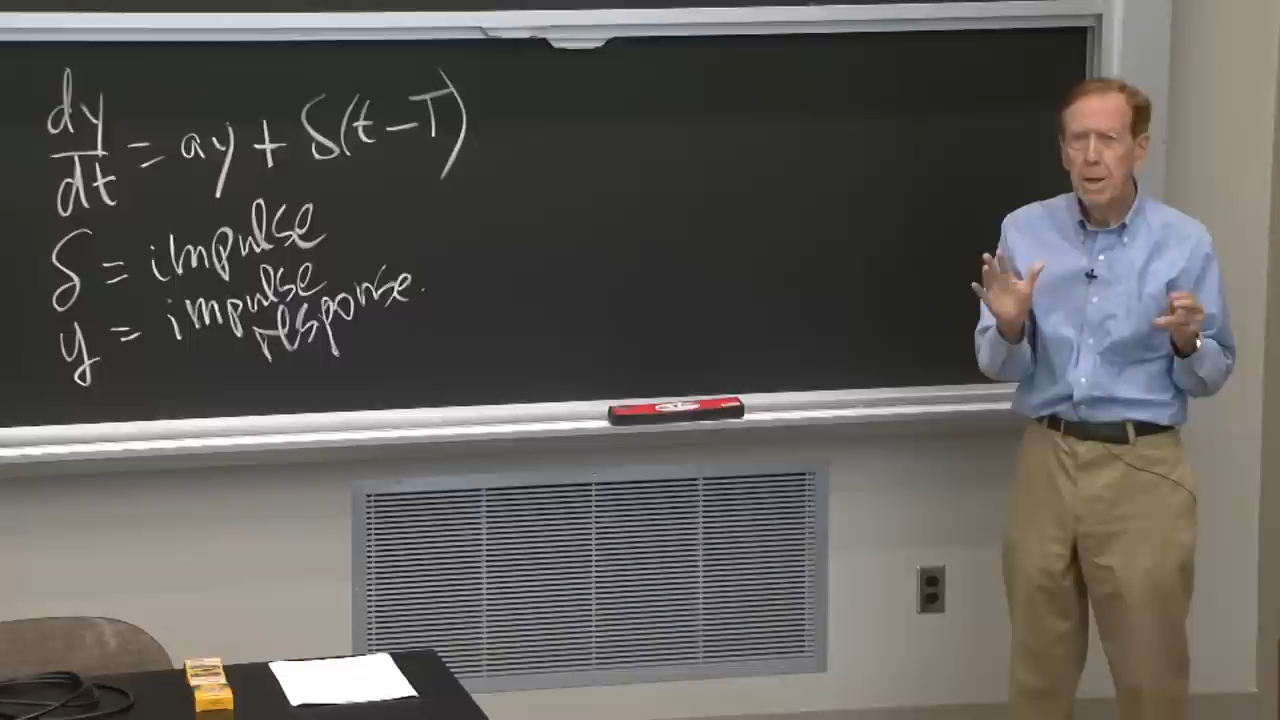 dy/dt = ay + δ(t-T)
δ = impulse
y = impulse
response.